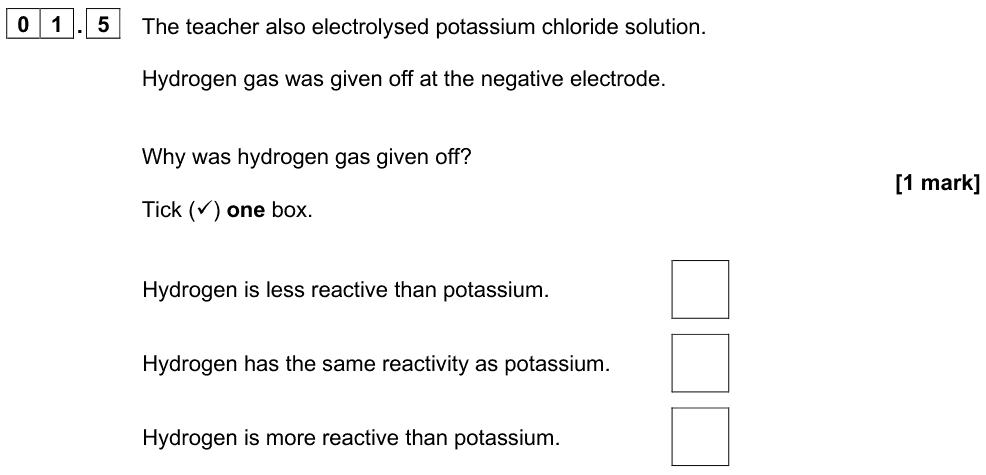 01.5 The teacher also electrolysed potassium chloride solution.
Hydrogen gas was given off at the negative electrode.
Why was hydrogen gas given off?
[1 mark]
Tick (✓) one box.
Hydrogen is less reactive than potassium.
Hydrogen has the same reactivity as potassium.
Hydrogen is more reactive than potassium.